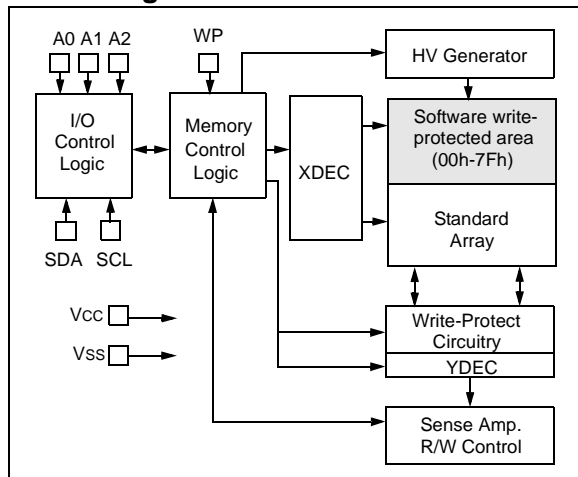 A0 A1 A2
WP
HV Generator
I/O
Control
Logic
Memory
Control
Logic
XDEC
Software write-
protected area
(00h-7Fh)
Standard
Array
SDA SCL
Vcc
Vss
Write-Protect
Circuitry
YDEC
Sense Amp.
R/W Control